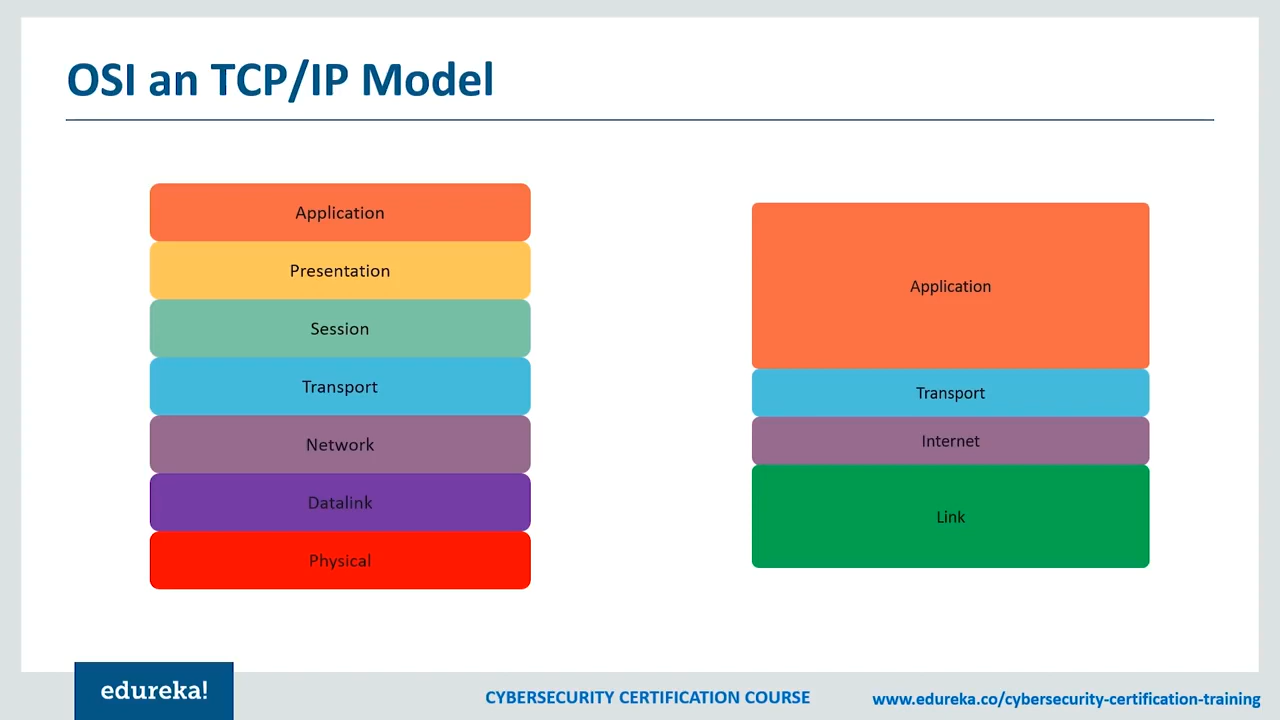 OSI an TCP/IP Model
Application
Presentation
Session
Transport
Network
Datalink
Physical
Application
Transport
Internet
Link
edureka!
CYBERSECURITY CERTIFICATION COURSE
www.edureka.co/cybersecurity-certification-training